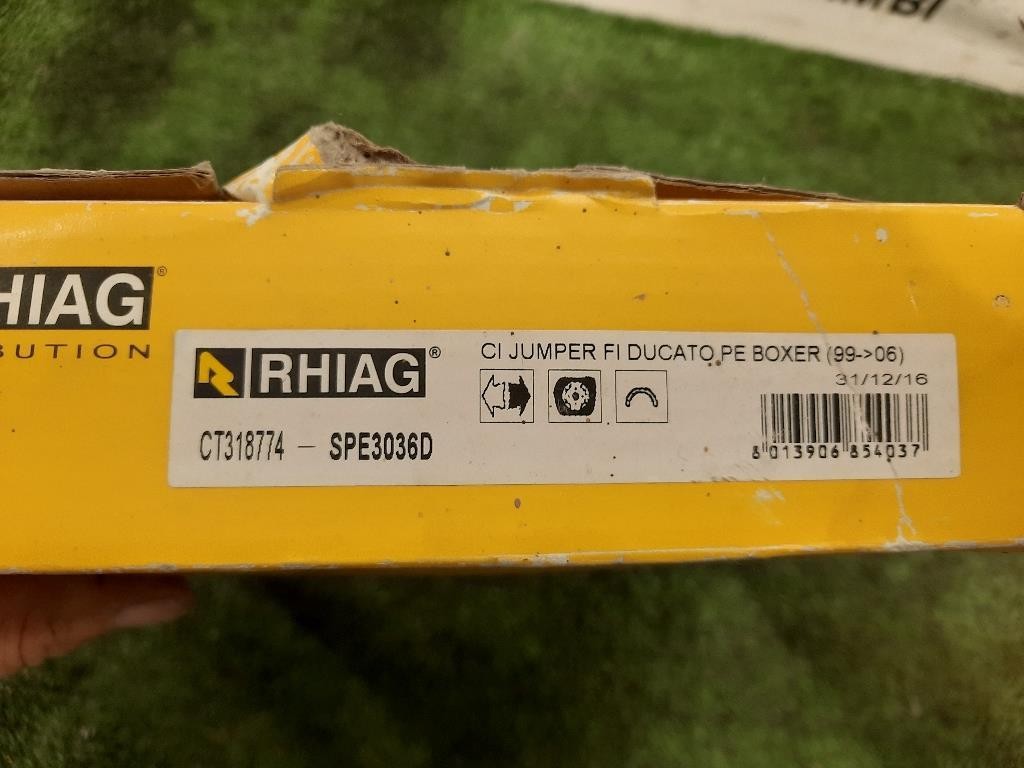 HIAG®
BUTION
RHIAG®
CI JUMPER FI DUCATO PE BOXER (99->06)
31/12/16
CT318774 - SPE3036D
8 013906 854037